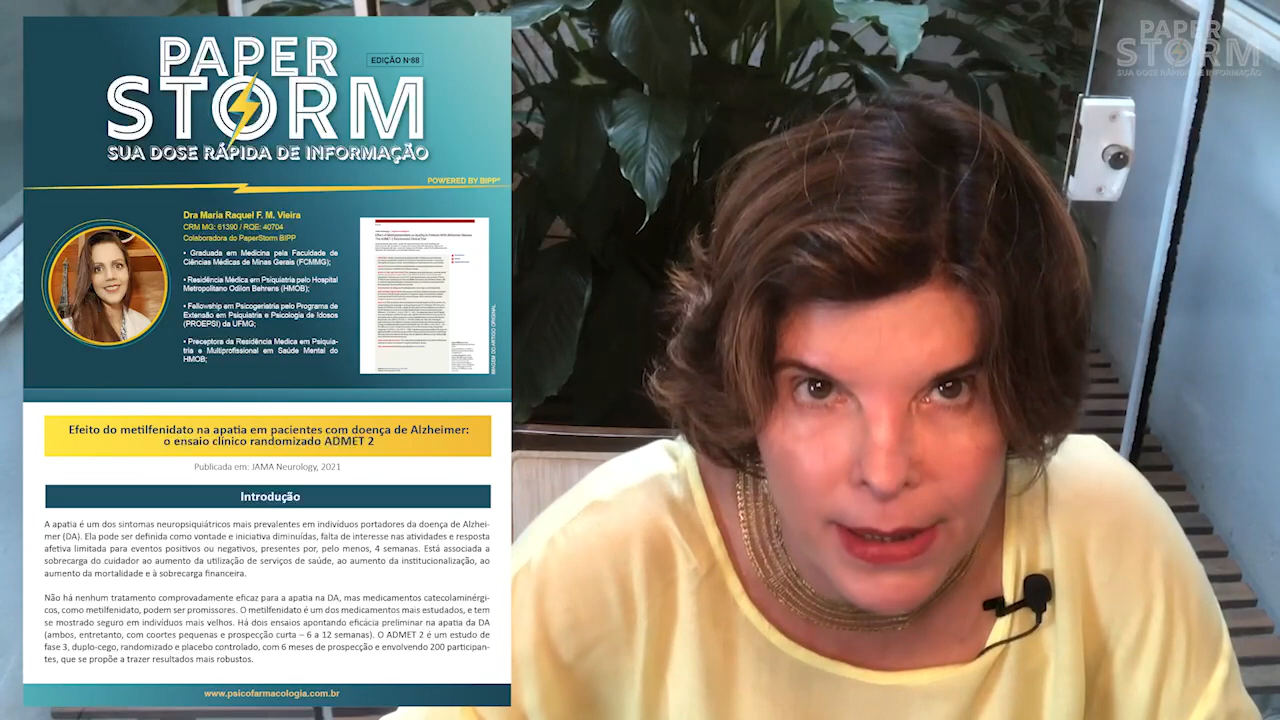 PAPER
STORM
EDIÇÃO Nº88
SUA DOSE RÁPIDA DE INFORMAÇÃO
POWERED BY BIPP®
Dra Maria Raquel F. M. Vieira
CRM MG: 61390 / RQE: 40704
Colaboradora do PaperStorm BIPP
• Graduada em Medicina pela Faculdade de
Ciências Médicas de Minas Gerais (FCMMG);
• Residência Médica em Psiquiatria pelo Hospital
Metropolitano Odilon Behrens (HMOB);
• Fellowship em Psicogeriatria pelo Programa de
Extensão em Psiquiatria e Psicologia de Idosos
(PROEPSI) da UFMG;
• Preceptora da Residência Medica em Psiquia-
tria e Multiprofissional em Saúde Mental do
HMOB;
VERSÃO DO ARTIGO ORIGINAL
Efeito do metilfenidato na apatia em pacientes com doença de Alzheimer:
o ensaio clínico randomizado ADMET 2
Publicada em: JAMA Neurology, 2021
Introdução
A apatia é um dos sintomas neuropsiquiátricos mais prevalentes em indivíduos portadores da doença de Alzhei-
mer (DA). Ela pode ser definida como vontade e iniciativa diminuídas, falta de interesse nas atividades e resposta
afetiva limitada para eventos positivos ou negativos, presentes por, pelo menos, 4 semanas. Está associada a
sobrecarga do cuidador ao aumento da utilização de serviços de saúde, ao aumento da institucionalização, ao
aumento da mortalidade e à sobrecarga financeira.
Não há nenhum tratamento comprovadamente eficaz para a apatia na DA, mas medicamentos catecolaminérgi-
cos, como metilfenidato, podem ser promissores. O metilfenidato é um dos medicamentos mais estudados, e tem
se mostrado seguro em indivíduos mais velhos. Há dois ensaios apontando eficácia preliminar na apatia da DA
(ambos, entretanto, com coortes pequenas e prospecção curta – 6 a 12 semanas). O ADMET 2 é um estudo de
fase 3, duplo-cego, randomizado e placebo controlado, com 6 meses de prospecção e envolvendo 200 participan-
tes, que se propõe a trazer resultados mais robustos.
www.psicofarmacologia.com.br
PAPER
STORM
SUA DOSE RÁPIDA DE INFORMAÇÃO